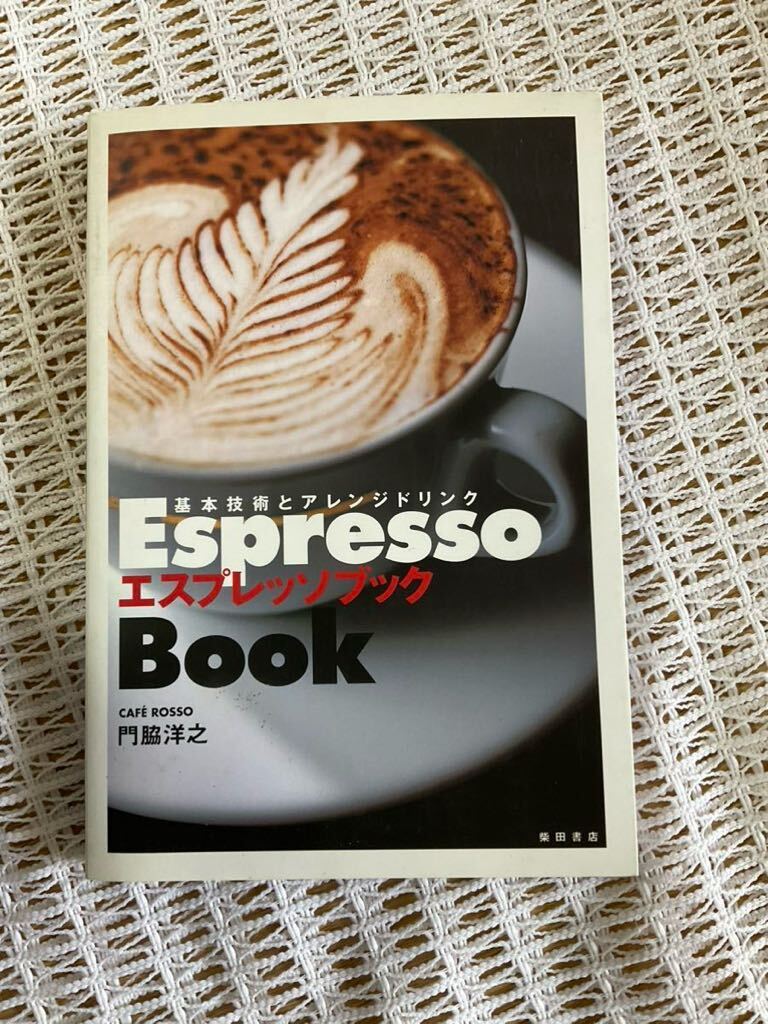 基本技術とアレンジドリンク
Espresso
エスプレッソブック
Book
CAFÉ ROSSO
門脇洋之
柴田書店